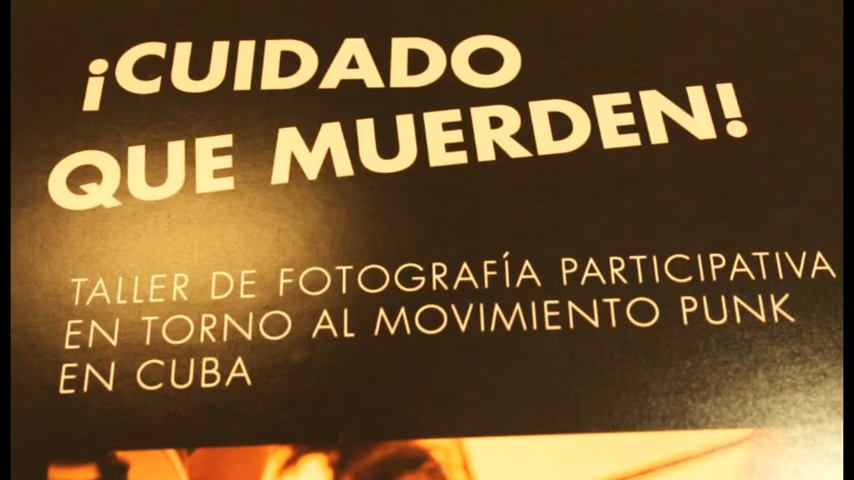 ¡CUIDADO
QUE MUERDEN!
TALLER DE FOTOGRAFÍA PARTICIPATIVA
EN TORNO AL MOVIMIENTO PUNK
EN CUBA